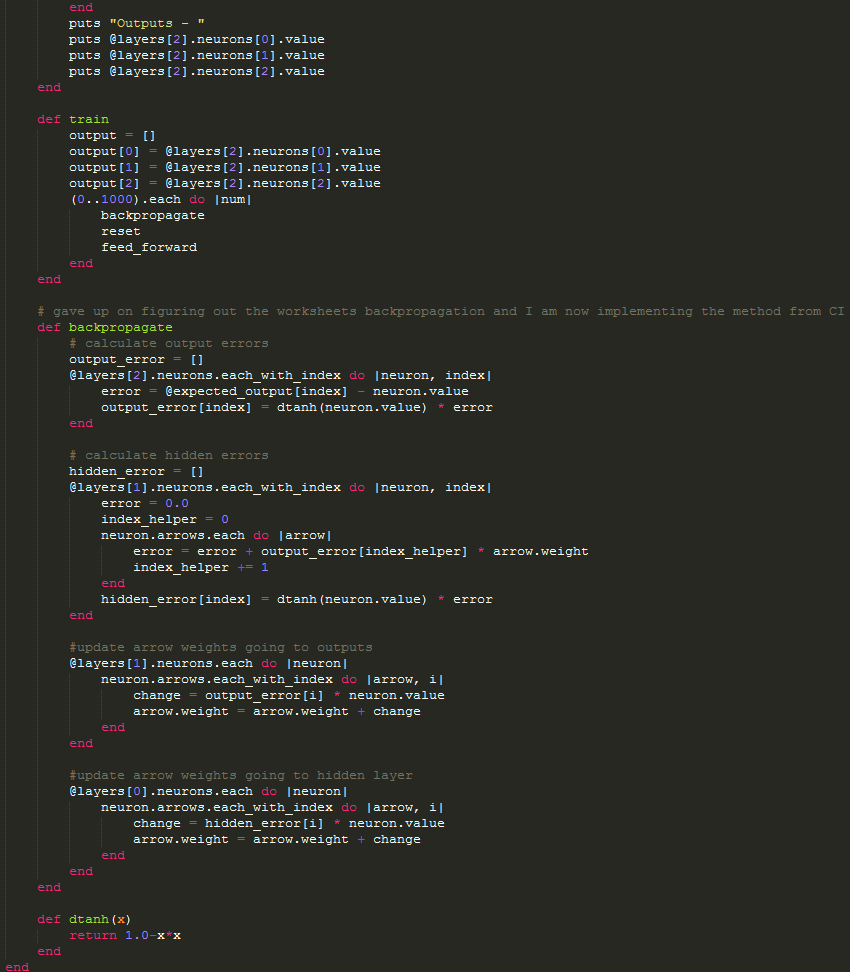 end
puts "Outputs - "
puts @layers[2].neurons[0].value
puts @layers[2].neurons[1].value
puts @layers[2].neurons[2].value
end
def train
output = []
output[0] = @layers[2].neurons[0].value
output[1] = @layers[2].neurons[1].value
output[2] = @layers[2].neurons[2].value
(0..1000).each do |num|
backpropagate
reset
feed_forward
end
end
# gave up on figuring out the worksheets backpropagation and I am now implementing the method from CI
def backpropagate
# calculate output errors
output_error = []
@layers[2].neurons.each_with_index do |neuron, index|
error = @expected_output[index] - neuron.value
output_error[index] = dtanh(neuron.value) * error
end
# calculate hidden errors
hidden_error = []
@layers[1].neurons.each_with_index do |neuron, index|
error = 0.0
index_helper = 0
neuron.arrows.each do |arrow|
error = error + output_error[index_helper] * arrow.weight
index_helper += 1
end
hidden_error[index] = dtanh(neuron.value) * error
end
#update arrow weights going to outputs
@layers[1].neurons.each do |neuron|
neuron.arrows.each_with_index do |arrow, i|
change = output_error[i] * neuron.value
arrow.weight = arrow.weight + change
end
end
#update arrow weights going to hidden layer
@layers[0].neurons.each do |neuron|
neuron.arrows.each_with_index do |arrow, i|
change = hidden_error[i] * neuron.value
arrow.weight = arrow.weight + change
end
end
end
def dtanh(x)
return 1.0-x*x
end
end